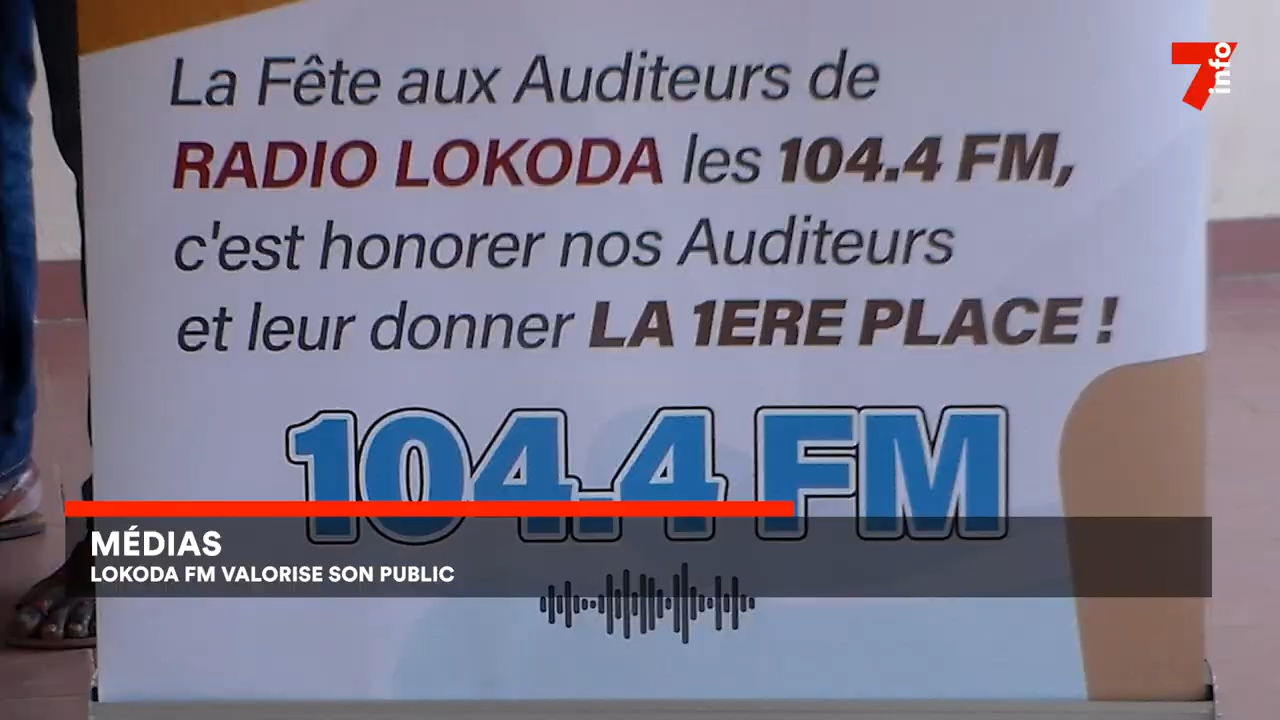 La Fête aux Auditeurs de
RADIO LOKODA les 104.4 FM,
c'est honorer nos Auditeurs
et leur donner LA 1ERE PLACE !
104.4 FM
MÉDIAS
LOKODA FM VALORISE SON PUBLIC
7info